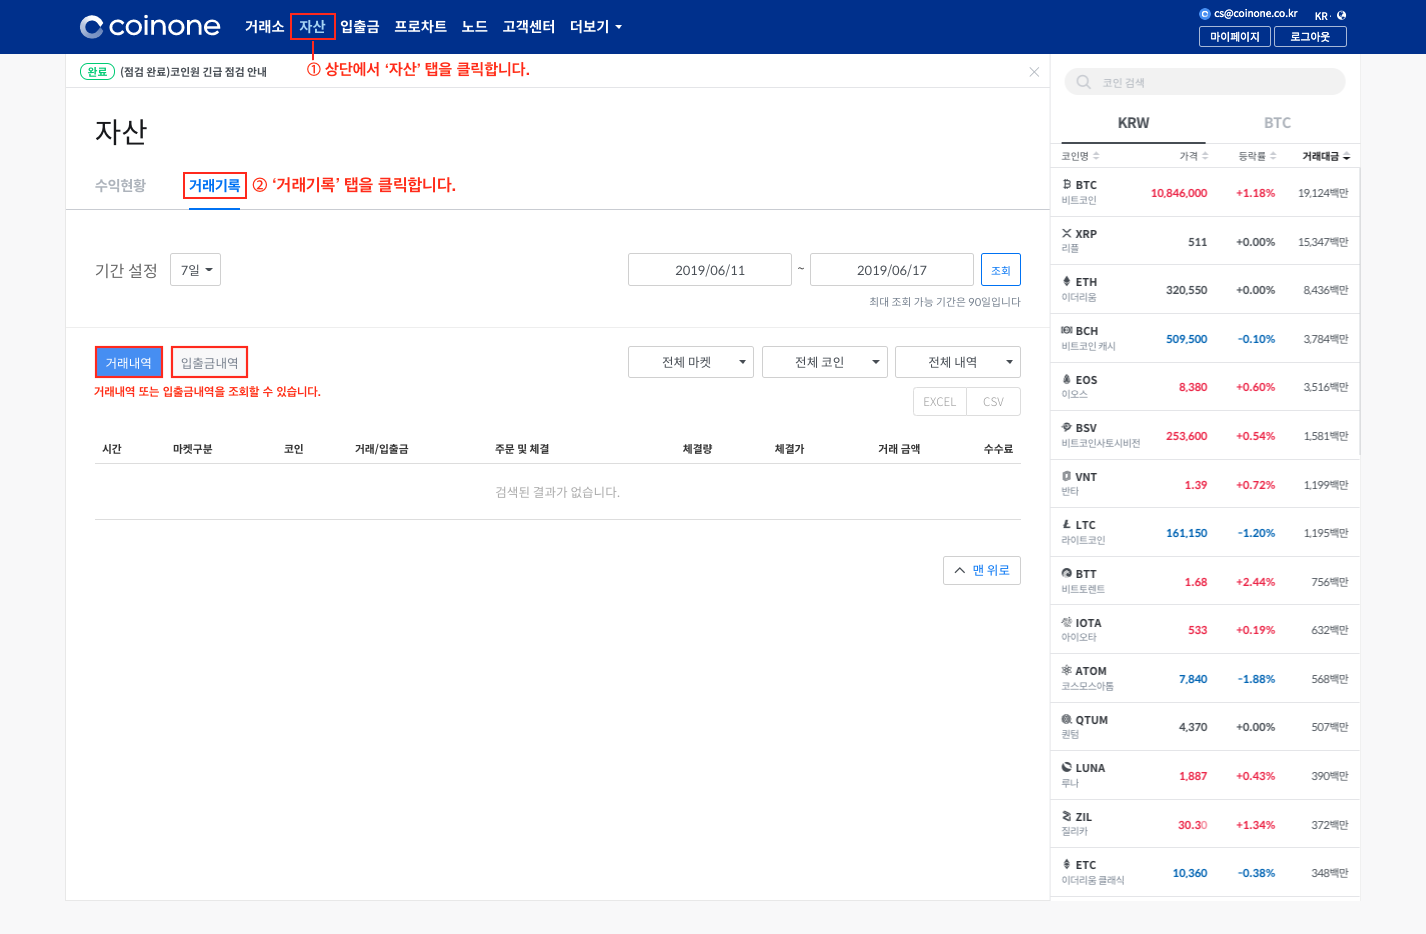 coinone 거래소 자산 입출금 프로차트 노드 고객센터 더보기
cs@coinone.co.kr KR
마이페이지 로그아웃
① 상단에서 ‘자산’ 탭을 클릭합니다.
완료 (점검 완료)코인원 긴급 점검 안내
자산
수익현황 거래기록 ② ‘거래기록’ 탭을 클릭합니다.
기간 설정 7일 2019/06/11 ~ 2019/06/17 조회
최대 조회 가능 기간은 90일입니다
거래내역 입출금내역 전체 마켓 전체 코인 전체 내역
거래내역 또는 입출금내역을 조회할 수 있습니다.
EXCEL CSV
시간 마켓구분 코인 거래/입출금 주문 및 체결 체결량 체결가 거래 금액 수수료
검색된 결과가 없습니다.
맨 위로
코인 검색
KRW BTC
코인명 가격 등락률 거래대금
BTC 10,846,000 +1.18% 19,124백만
비트코인
XRP 511 +0.00% 15,347백만
리플
ETH 320,550 +0.00% 8,436백만
이더리움
BCH 509,500 -0.10% 3,784백만
비트코인 캐시
EOS 8,380 +0.60% 3,516백만
이오스
BSV 253,600 +0.54% 1,581백만
비트코인사토시비전
VNT 1.39 +0.72% 1,199백만
반타
LTC 161,150 -1.20% 1,195백만
라이트코인
BTT 1.68 +2.44% 756백만
비트토렌트
IOTA 533 +0.19% 632백만
아이오타
ATOM 7,840 -1.88% 568백만
코스모스아톰
QTUM 4,370 +0.00% 507백만
퀀텀
LUNA 1,887 +0.43% 390백만
루나
ZIL 30.30 +1.34% 372백만
질리카
ETC 10,360 -0.38% 348백만
이더리움 클래식